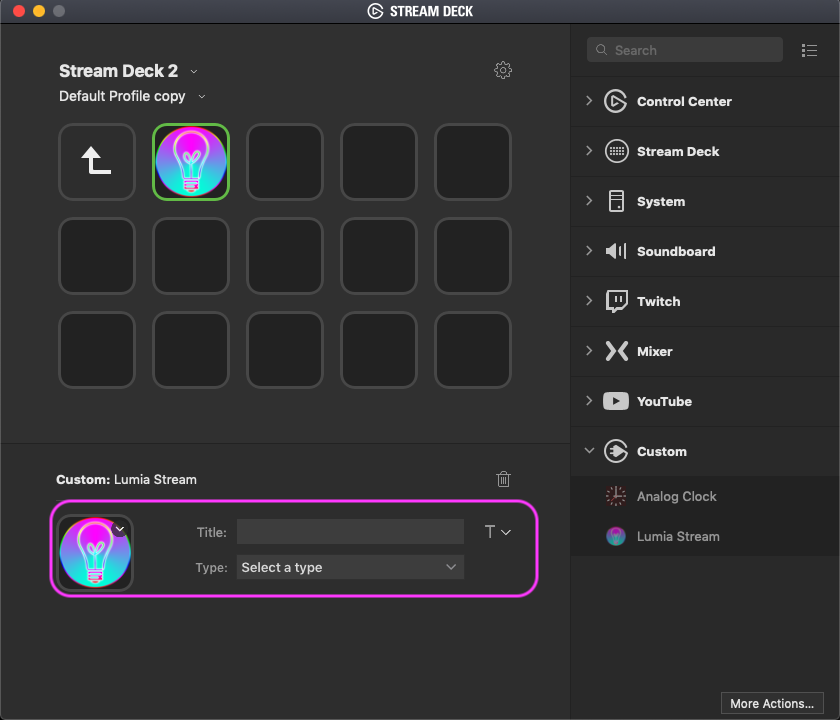 STREAM DECK
Stream Deck 2
Default Profile copy
Custom: Lumia Stream
Title:
T
Type: Select a type
Search
Control Center
Stream Deck
System
Soundboard
Twitch
Mixer
YouTube
Custom
Analog Clock
Lumia Stream
More Actions...